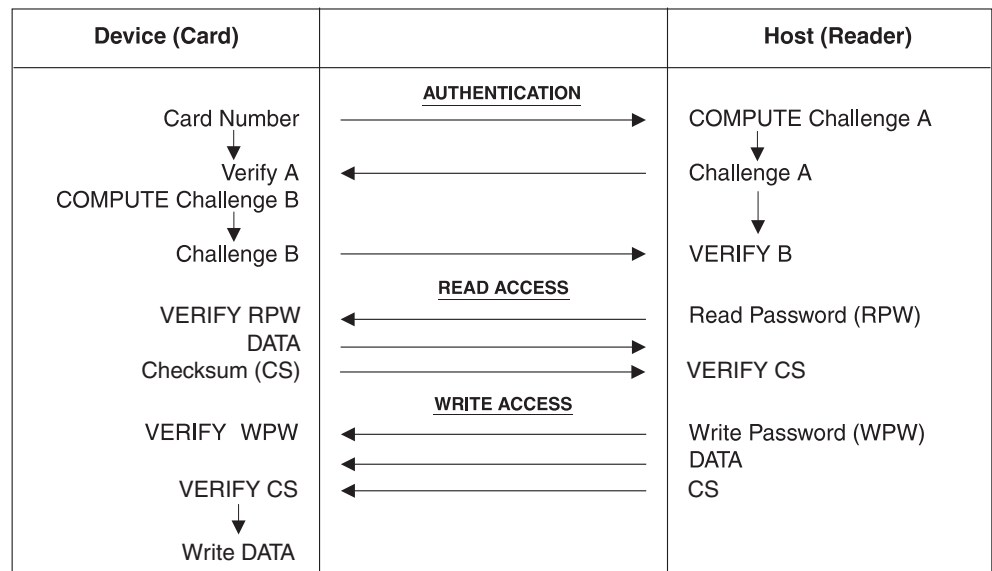 Device (Card) Host (Reader)
AUTHENTICATION
Card Number COMPUTE Challenge A
Verify A Challenge A
COMPUTE Challenge B
Challenge B VERIFY B
READ ACCESS
VERIFY RPW Read Password (RPW)
DATA
Checksum (CS) VERIFY CS
WRITE ACCESS
VERIFY WPW Write Password (WPW)
DATA
VERIFY CS CS
Write DATA